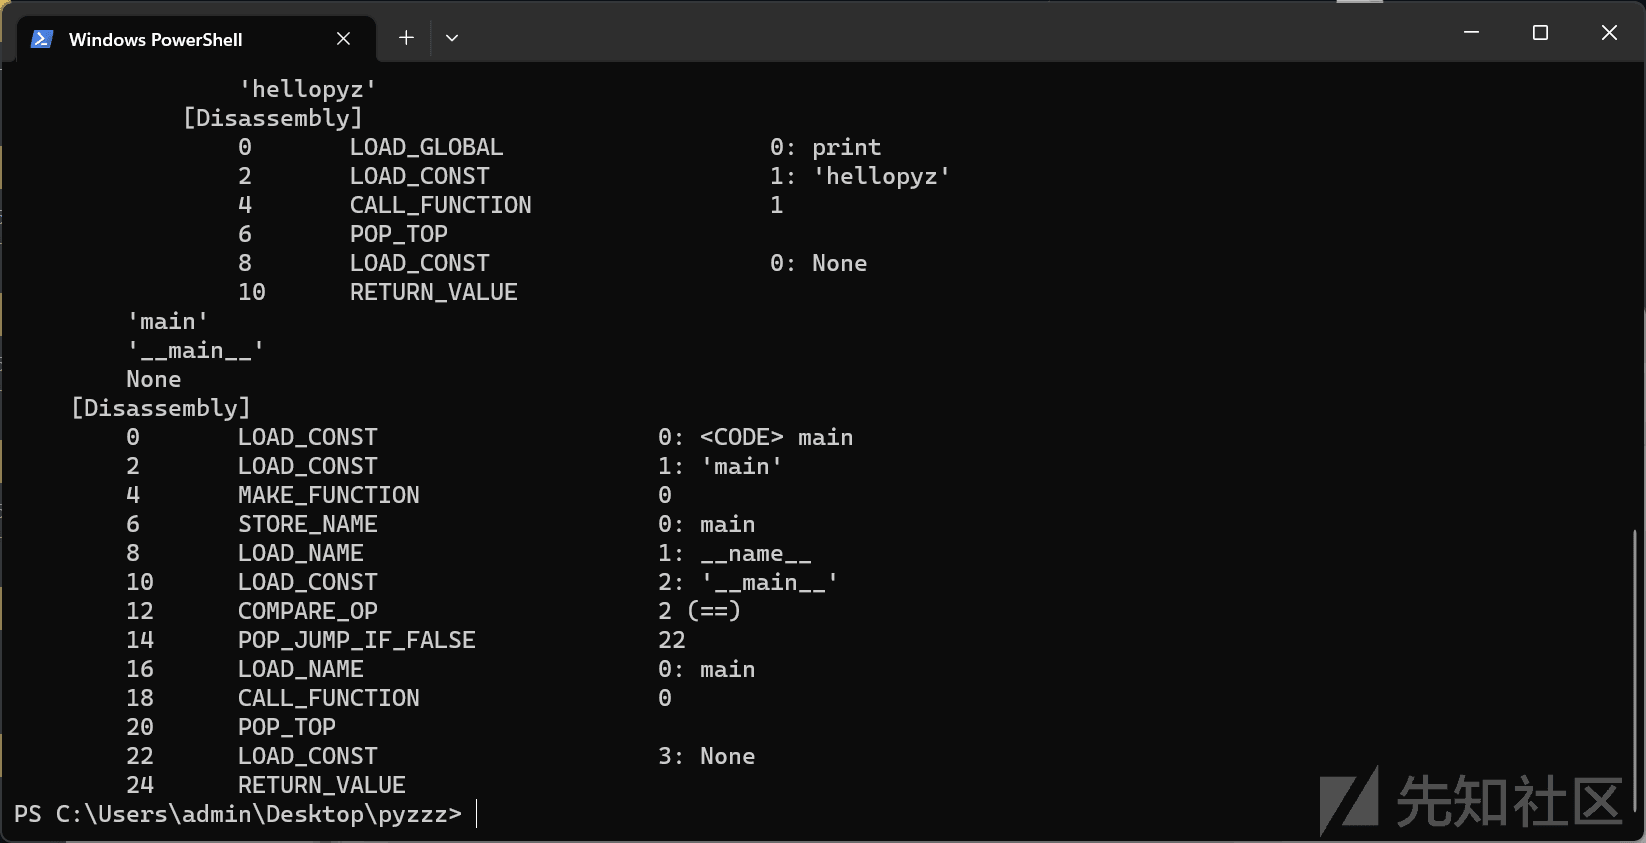 Windows PowerShell
'hellopyz'
[Disassembly]
0 LOAD_GLOBAL 0: print
2 LOAD_CONST 1: 'hellopyz'
4 CALL_FUNCTION 1
6 POP_TOP
8 LOAD_CONST 0: None
10 RETURN_VALUE
'main'
'__main__'
None
[Disassembly]
0 LOAD_CONST 0: <CODE> main
2 LOAD_CONST 1: 'main'
4 MAKE_FUNCTION 0
6 STORE_NAME 0: main
8 LOAD_NAME 1: __name__
10 LOAD_CONST 2: '__main__'
12 COMPARE_OP 2 (==)
14 POP_JUMP_IF_FALSE 22
16 LOAD_NAME 0: main
18 CALL_FUNCTION 0
20 POP_TOP
22 LOAD_CONST 3: None
24 RETURN_VALUE
PS C:\Users\admin\Desktop\pyzzz>
先知社区